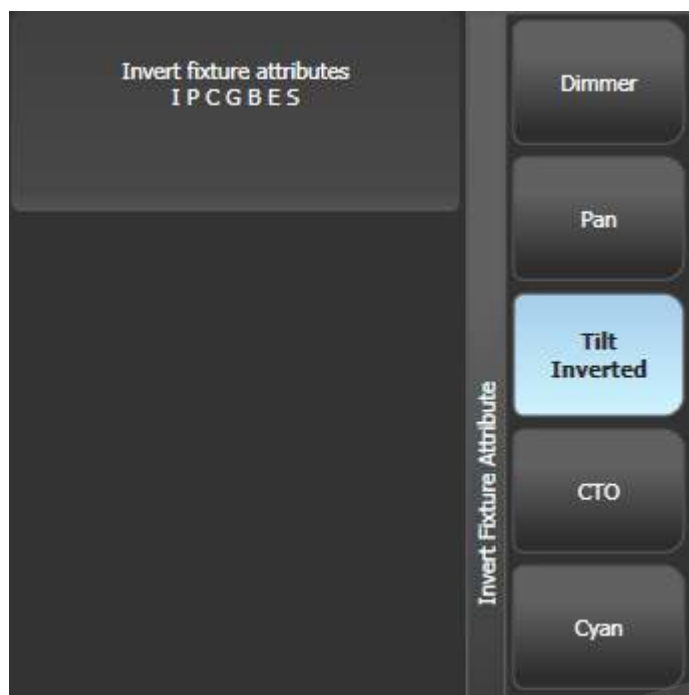 Invert fixture attributes
I P C G B E S
Invert Fixture Attribute
Dimmer
Pan
Tilt
Inverted
CTO
Cyan